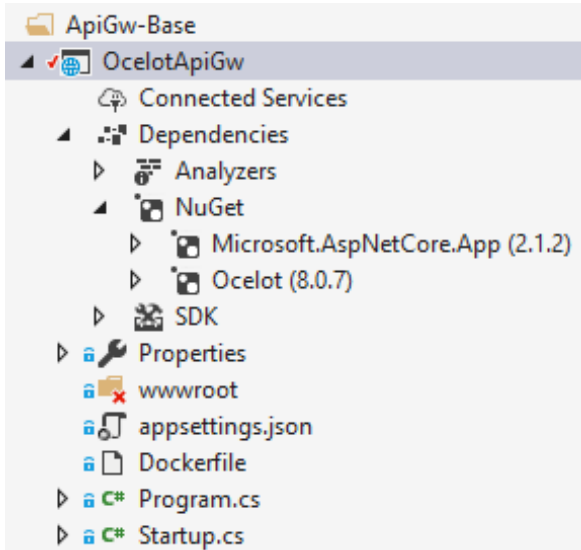 ApiGw-Base
OcelotApiGw
Connected Services
Dependencies
Analyzers
NuGet
Microsoft.AspNetCore.App (2.1.2)
Ocelot (8.0.7)
SDK
Properties
wwwroot
appsettings.json
Dockerfile
C# Program.cs
C# Startup.cs